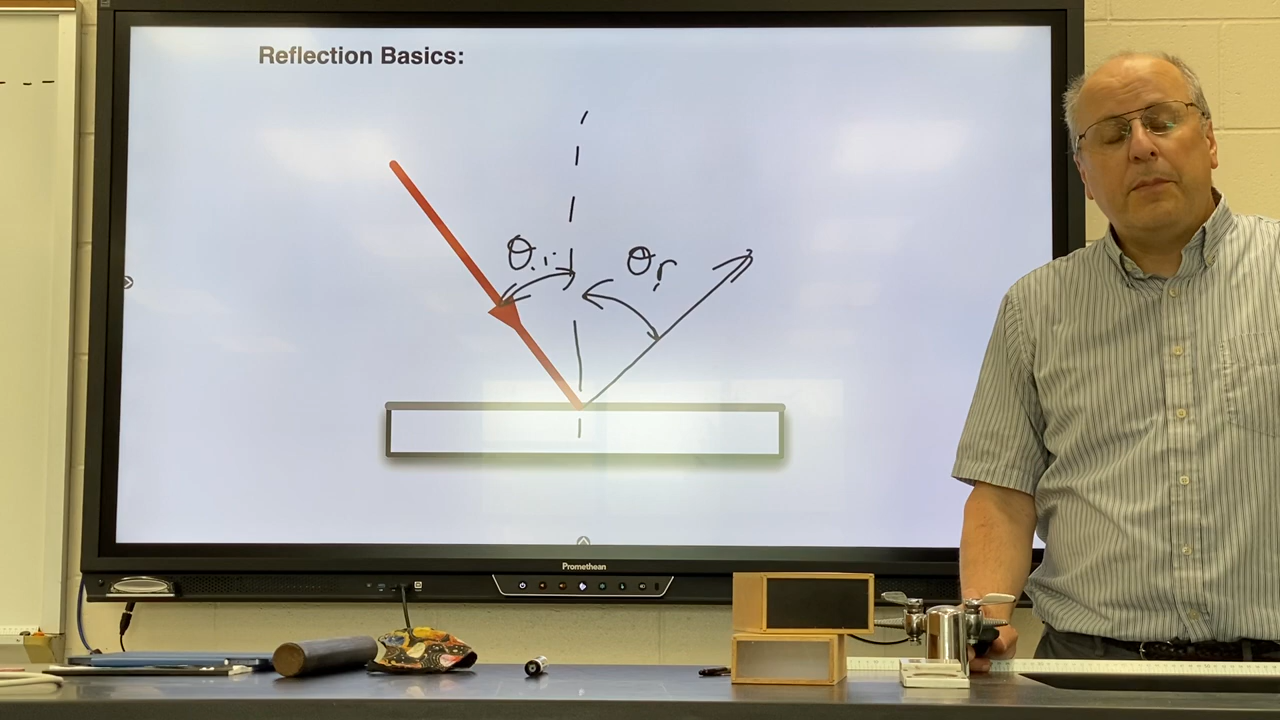 Reflection Basics:
θi θr
Promethean